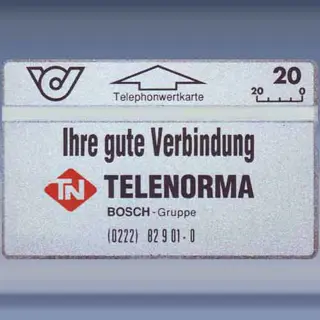 20
Telephonwertkarte
20 0
Ihre gute Verbindung
TN TELENORMA
BOSCH-Gruppe
(0222) 82 9 01-0